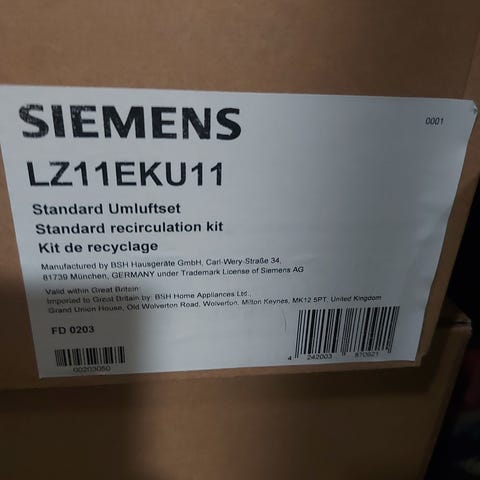 SIEMENS
0001
LZ11EKU11
Standard Umluftset
Standard recirculation kit
Kit de recyclage
Manufactured by BSH Hausgeräte GmbH, Carl-Wery-Straße 34,
81739 München, GERMANY under Trademark License of Siemens AG
Valid within Great Britain:
Imported to Great Britain by: BSH Home Appliances Ltd.,
Grand Union House, Old Wolverton Road, Wolverton, Milton Keynes, MK12 5PT, United Kingdom
FD 0203
00203050
4 242003 870921